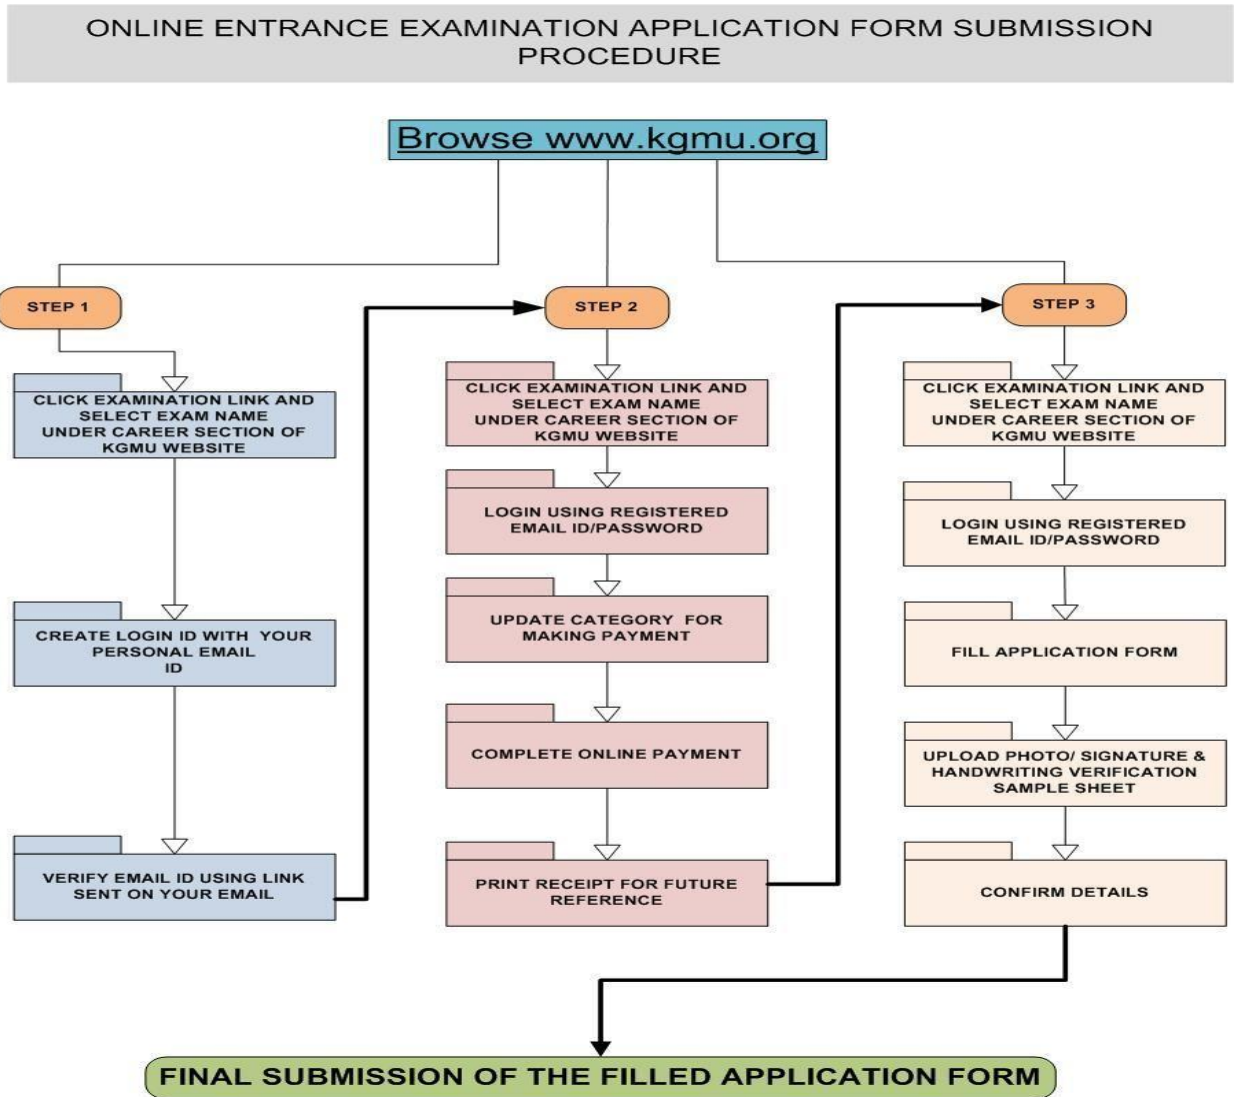 ONLINE ENTRANCE EXAMINATION APPLICATION FORM SUBMISSION
PROCEDURE
Browse www.kgmu.org
STEP 1
CLICK EXAMINATION LINK AND
SELECT EXAM NAME
UNDER CAREER SECTION OF
KGMU WEBSITE
CREATE LOGIN ID WITH YOUR
PERSONAL EMAIL
ID
VERIFY EMAIL ID USING LINK
SENT ON YOUR EMAIL
STEP 2
CLICK EXAMINATION LINK AND
SELECT EXAM NAME
UNDER CAREER SECTION OF
KGMU WEBSITE
LOGIN USING REGISTERED
EMAIL ID/PASSWORD
UPDATE CATEGORY FOR
MAKING PAYMENT
COMPLETE ONLINE PAYMENT
PRINT RECEIPT FOR FUTURE
REFERENCE
STEP 3
CLICK EXAMINATION LINK AND
SELECT EXAM NAME
UNDER CAREER SECTION OF
KGMU WEBSITE
LOGIN USING REGISTERED
EMAIL ID/PASSWORD
FILL APPLICATION FORM
UPLOAD PHOTO/ SIGNATURE &
HANDWRITING VERIFICATION
SAMPLE SHEET
CONFIRM DETAILS
FINAL SUBMISSION OF THE FILLED APPLICATION FORM